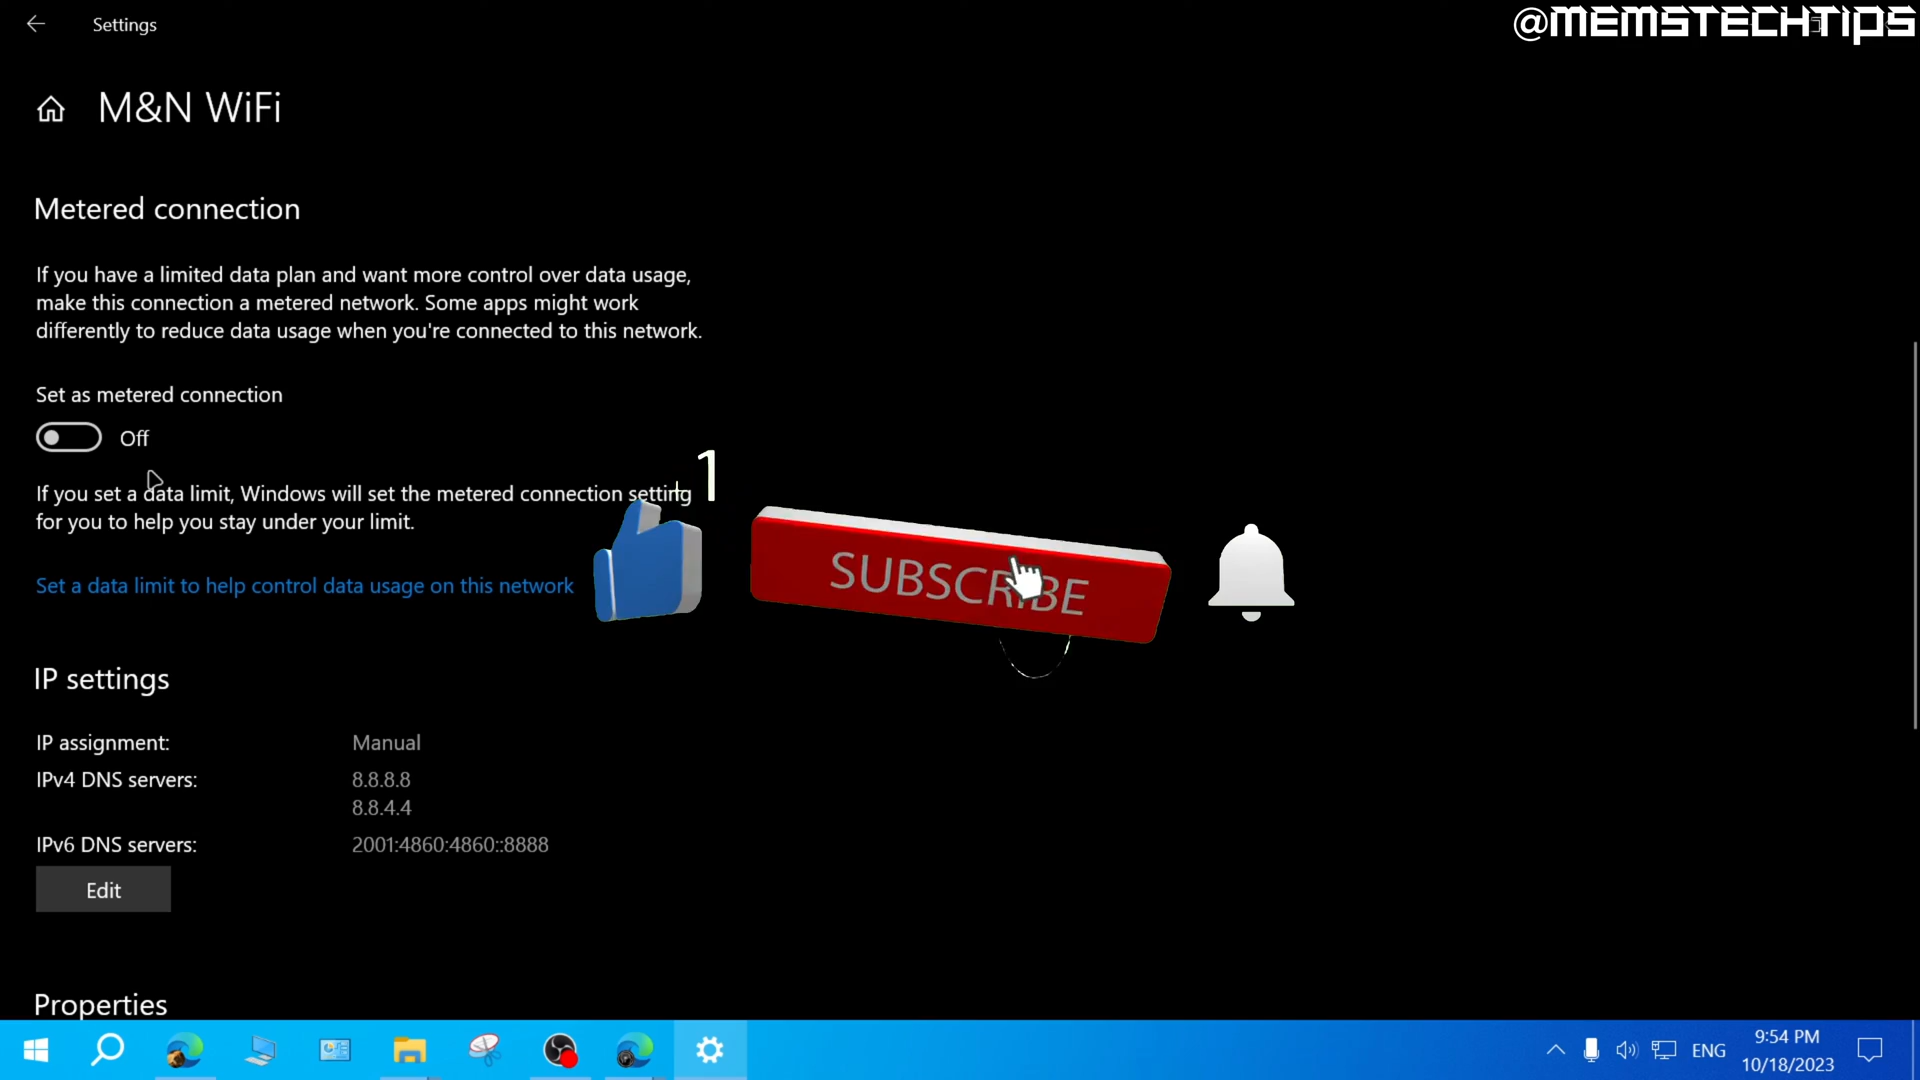 Settings
@MEMSTECHTIPS
M&N WiFi
Metered connection
If you have a limited data plan and want more control over data usage,
make this connection a metered network. Some apps might work
differently to reduce data usage when you're connected to this network.
Set as metered connection
Off
+1
If you set a data limit, Windows will set the metered connection setting
for you to help you stay under your limit.
SUBSCRIBE
Set a data limit to help control data usage on this network
IP settings
IP assignment: Manual
IPv4 DNS servers: 8.8.8.8
8.8.4.4
IPv6 DNS servers: 2001:4860:4860::8888
Edit
Properties
ENG
9:54 PM
10/18/2023